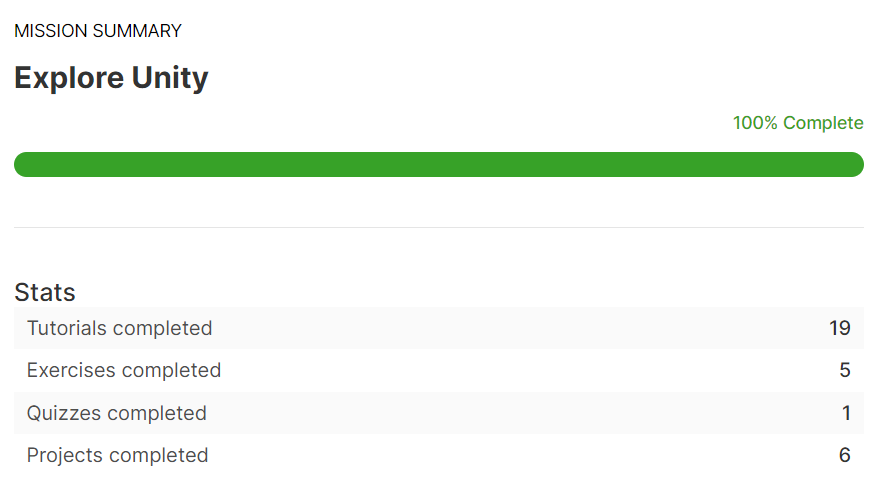 MISSION SUMMARY
Explore Unity
100% Complete
Stats
Tutorials completed 19
Exercises completed 5
Quizzes completed 1
Projects completed 6